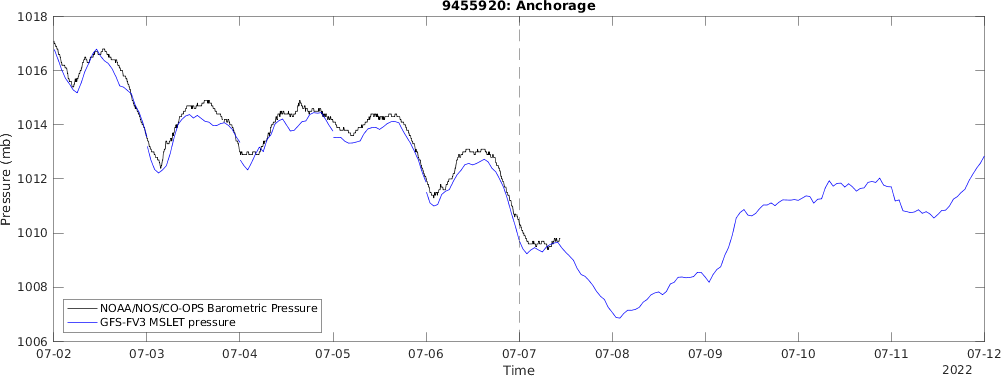 9455920: Anchorage
Pressure (mb)
1018
1016
1014
1012
1010
1008
1006
NOAA/NOS/CO-OPS Barometric Pressure
GFS-FV3 MSLET pressure
07-02 07-03 07-04 07-05 07-06 07-07 07-08 07-09 07-10 07-11 07-12
Time
2022